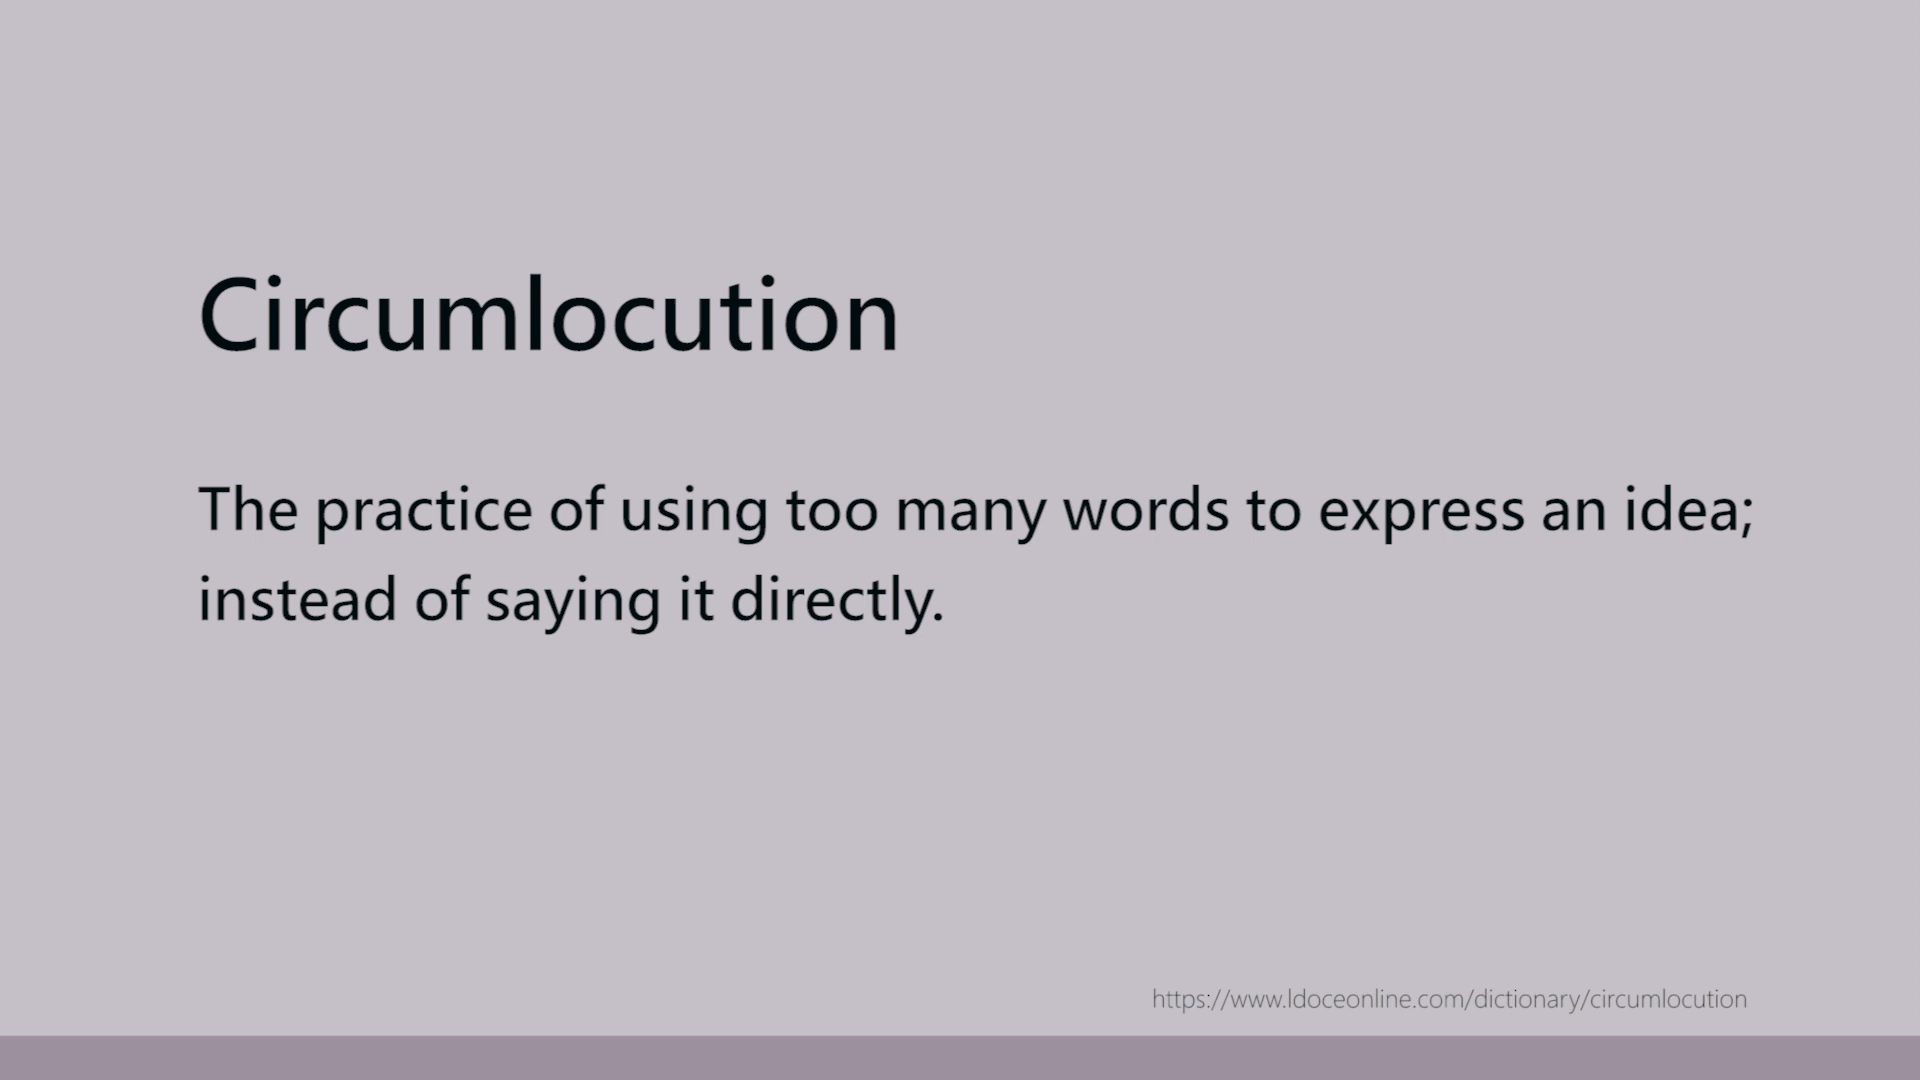 Circumlocution
The practice of using too many words to express an idea;
instead of saying it directly.
https://www.ldoceonline.com/dictionary/circumlocution